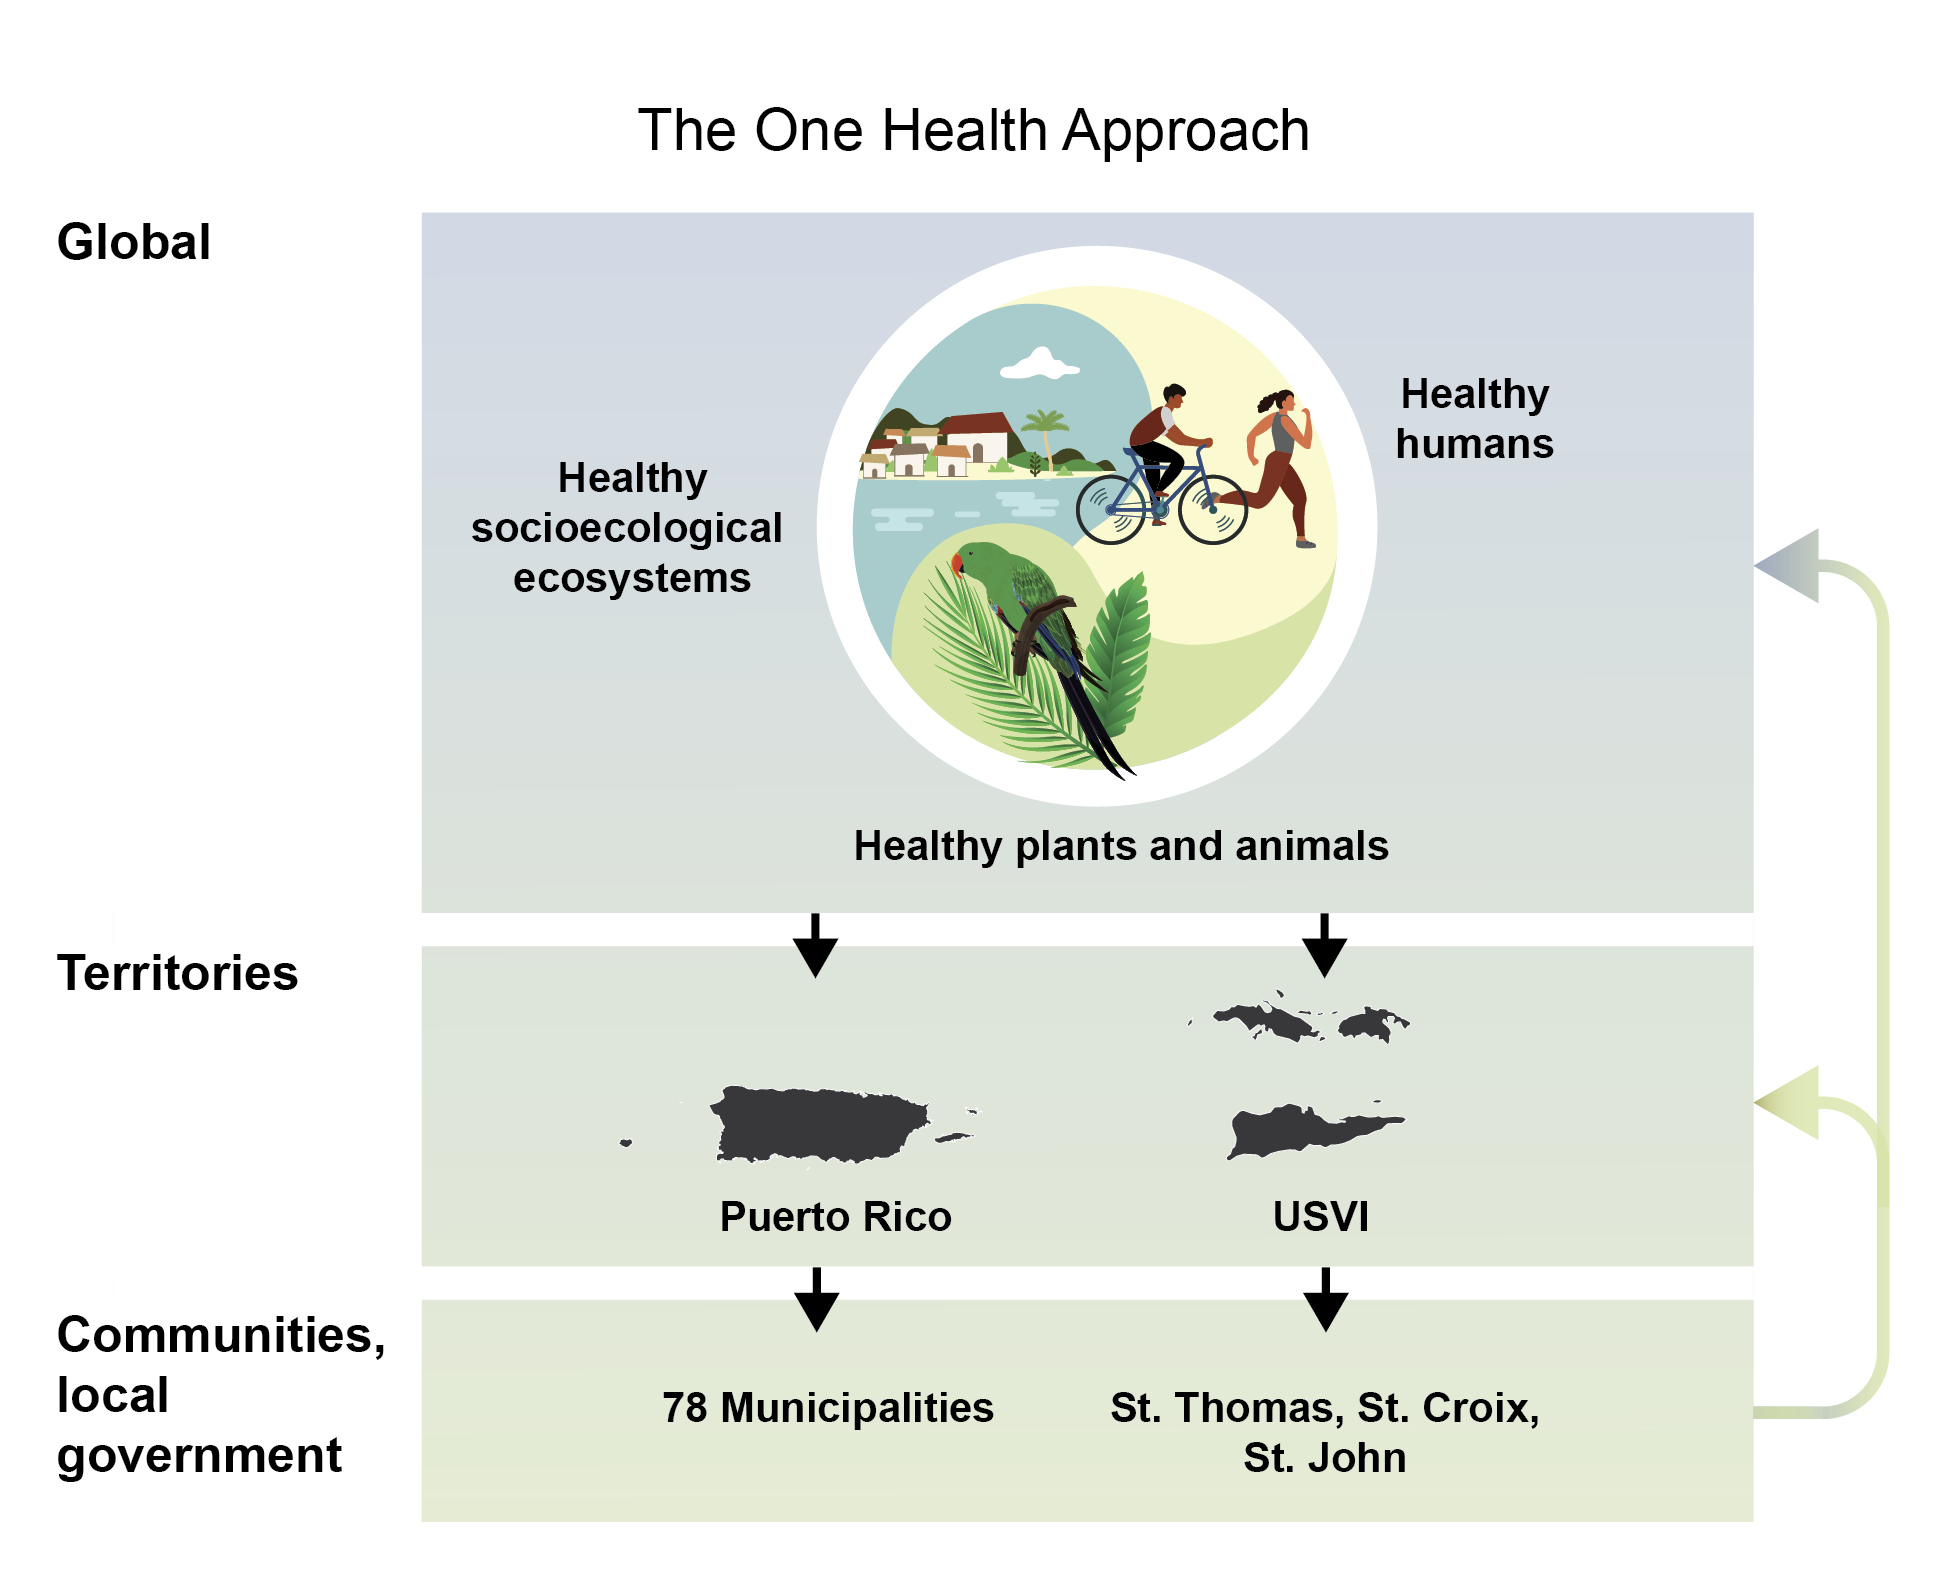 The One Health Approach
Global
Healthy
humans
Healthy
socioecological
ecosystems
Healthy plants and animals
Territories
Puerto Rico
USVI
Communities,
local
government
78 Municipalities
St. Thomas, St. Croix,
St. John